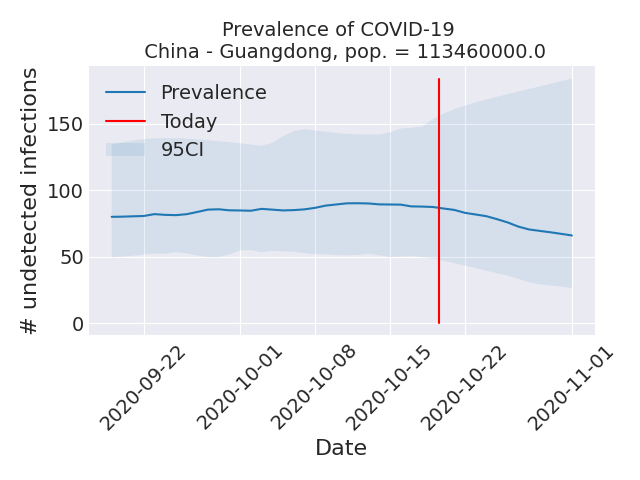 Prevalence of COVID-19
China - Guangdong, pop. = 113460000.0
Prevalence
Today
95CI
# undetected infections
150
100
50
0
2020-09-22
2020-10-01
2020-10-08
2020-10-15
2020-10-22
2020-11-01
Date